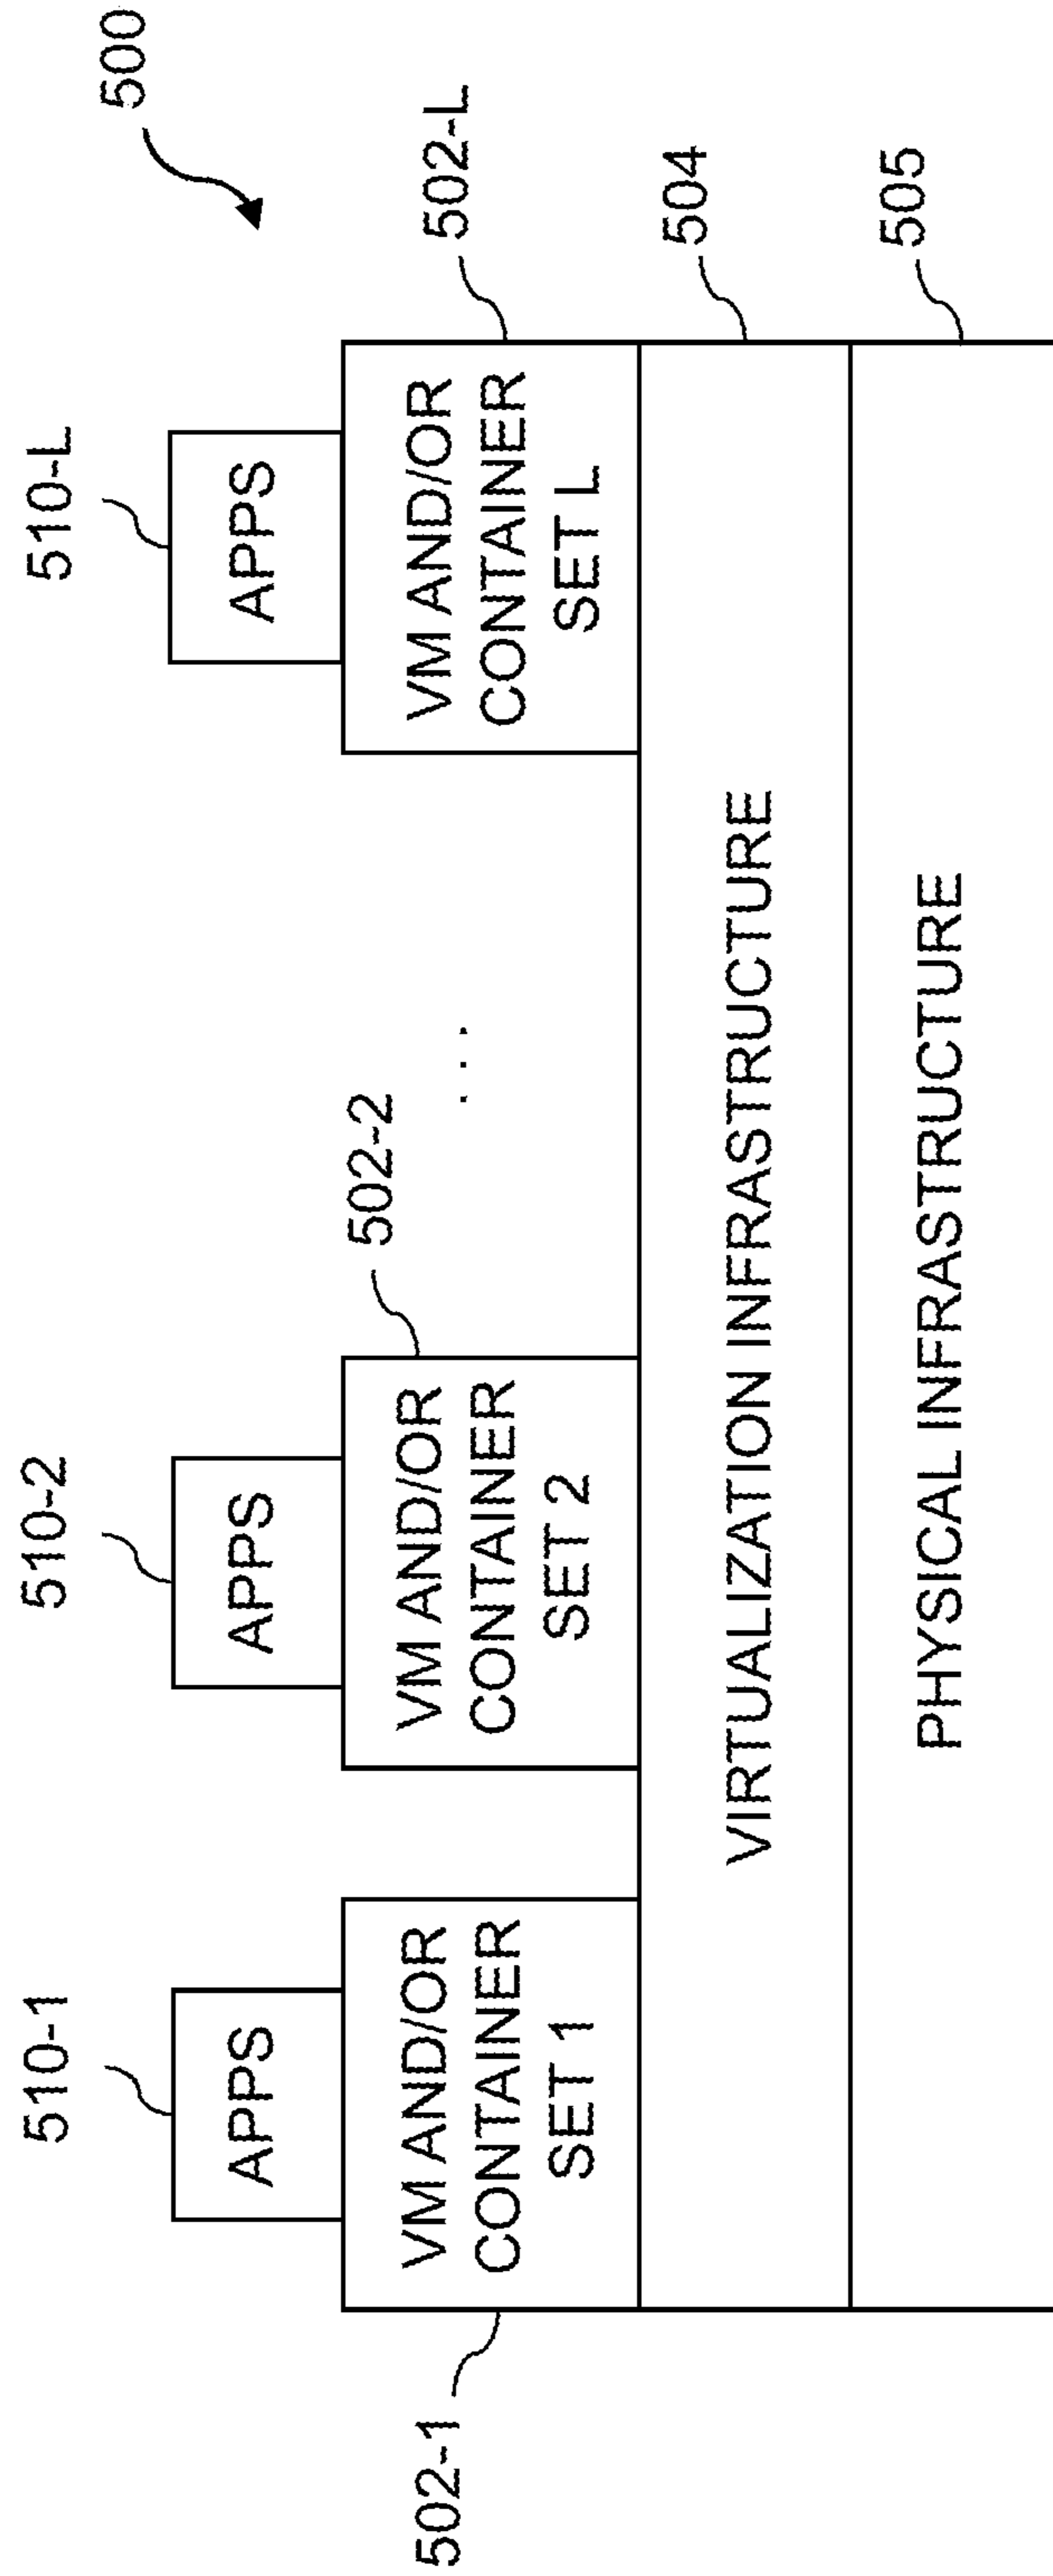 500
510-1
510-2
510-L
APPS
APPS
APPS
502-1
VM AND/OR
CONTAINER
SET 1
502-2
VM AND/OR
CONTAINER
SET 2
...
502-L
VM AND/OR
CONTAINER
SET L
VIRTUALIZATION INFRASTRUCTURE
504
PHYSICAL INFRASTRUCTURE
505